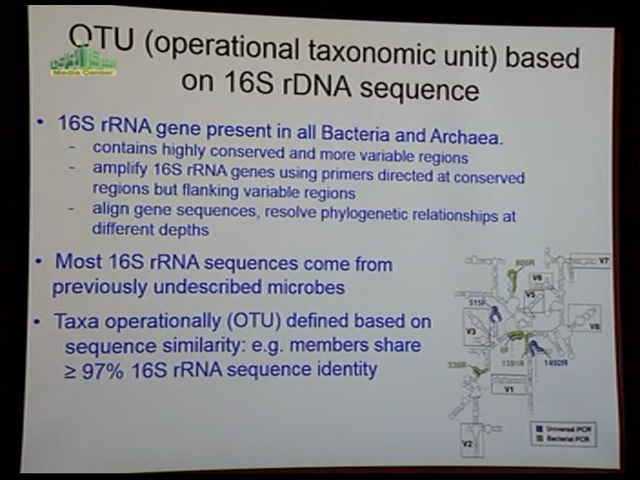 OTU (operational taxonomic unit) based
on 16S rDNA sequence
Media Center
• 16S rRNA gene present in all Bacteria and Archaea.
- contains highly conserved and more variable regions
- amplify 16S rRNA genes using primers directed at conserved
regions but flanking variable regions
- align gene sequences, resolve phylogenetic relationships at
different depths
• Most 16S rRNA sequences come from
previously undescribed microbes
• Taxa operationally (OTU) defined based on
sequence similarity: e.g. members share
≥ 97% 16S rRNA sequence identity
V7
V6
V5
515F
V3
V8
1391R
1492R
338R
V1
V2
Universal PCR
Bacterial PCR